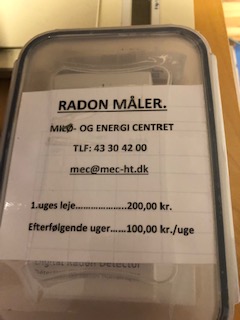 RADON MÅLER.
MILJØ- OG ENERGI CENTRET
TLF: 43 30 42 00
mec@mec-ht.dk
1.uges leje....................200,00 kr.
Efterfølgende uger......100,00 kr./uge
Digital Radon Detector